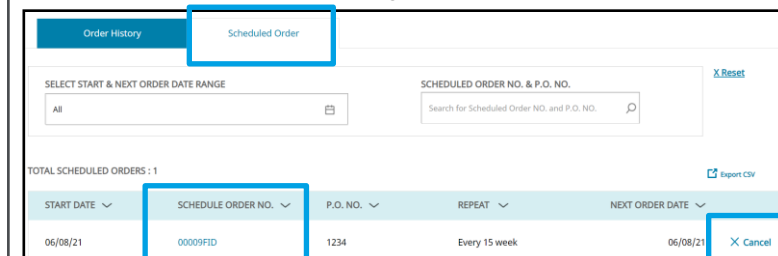 Order History Scheduled Order
X Reset
SELECT START & NEXT ORDER DATE RANGE SCHEDULED ORDER NO. & P.O. NO.
All Search for Scheduled Order NO. and P.O. NO.
TOTAL SCHEDULED ORDERS : 1 Export CSV
START DATE SCHEDULE ORDER NO. P.O. NO. REPEAT NEXT ORDER DATE
06/08/21 00009FID 1234 Every 15 week 06/08/21 X Cancel